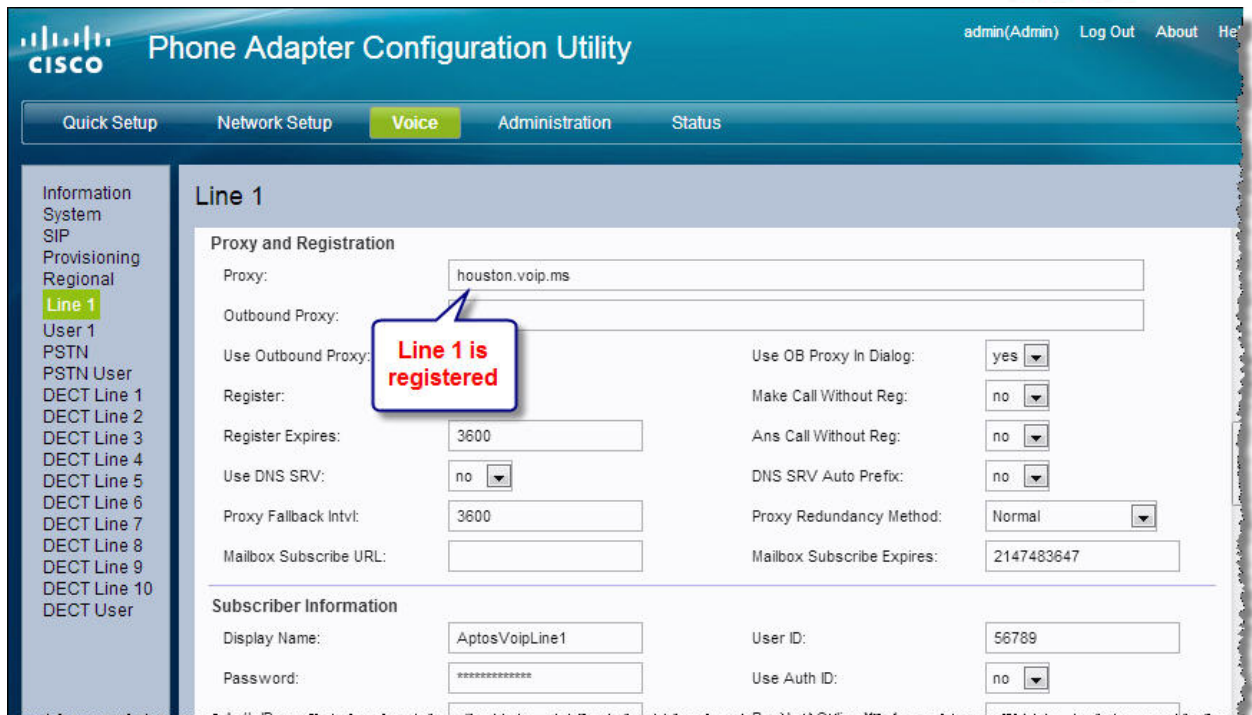 CISCO
Phone Adapter Configuration Utility
admin(Admin) Log Out About
Quick Setup Network Setup Voice Administration Status
Information
System
SIP
Provisioning
Regional
Line 1
User 1
PSTN
PSTN User
DECT Line 1
DECT Line 2
DECT Line 3
DECT Line 4
DECT Line 5
DECT Line 6
DECT Line 7
DECT Line 8
DECT Line 9
DECT Line 10
DECT User
Line 1
Proxy and Registration
Proxy: houston.voip.ms
Outbound Proxy:
Line 1 is
registered
Use Outbound Proxy: Use OB Proxy In Dialog: yes
Register: Make Call Without Reg: no
Register Expires: 3600 Ans Call Without Reg: no
Use DNS SRV: no DNS SRV Auto Prefix: no
Proxy Fallback Intvl: 3600 Proxy Redundancy Method: Normal
Mailbox Subscribe URL: Mailbox Subscribe Expires: 2147483647
Subscriber Information
Display Name: AptosVoipLine1 User ID: 56789
Password: ************* Use Auth ID: no